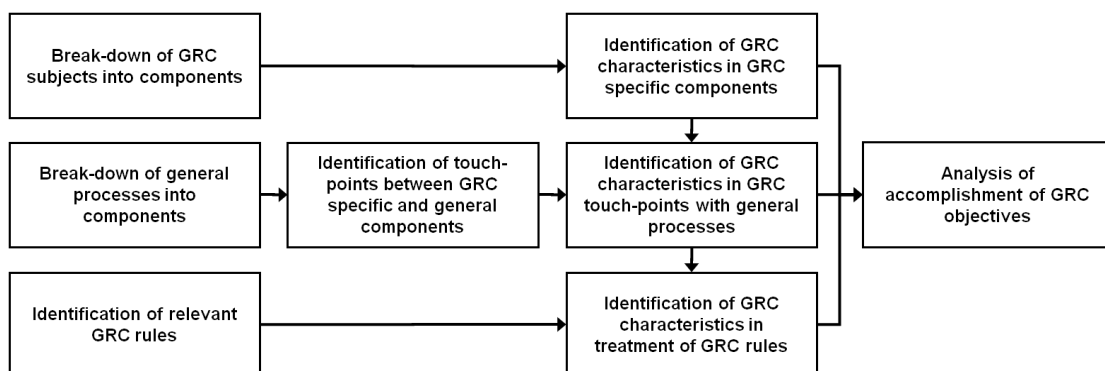 Break-down of GRC
subjects into components
Identification of GRC
characteristics in GRC
specific components
Break-down of general
processes into
components
Identification of touch-
points between GRC
specific and general
components
Identification of GRC
characteristics in GRC
touch-points with general
processes
Analysis of
accomplishment of GRC
objectives
Identification of relevant
GRC rules
Identification of GRC
characteristics in
treatment of GRC rules